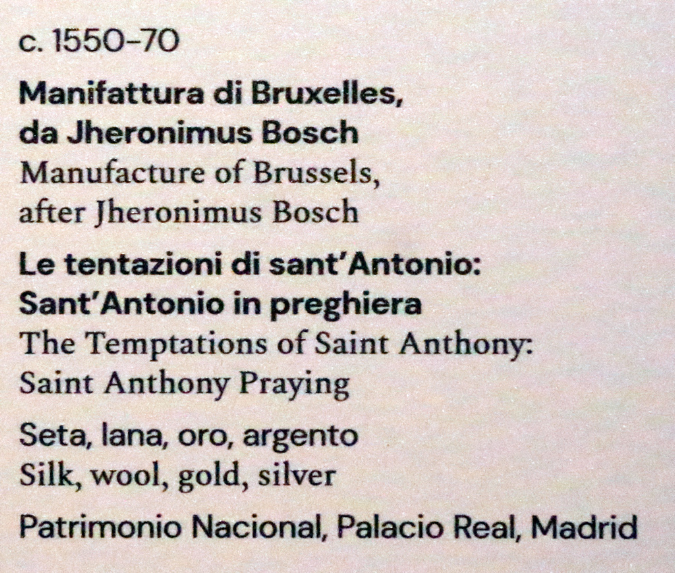 c. 1550–70
Manifattura di Bruxelles,
da Jheronimus Bosch
Manufacture of Brussels,
after Jheronimus Bosch
Le tentazioni di sant’Antonio:
Sant’Antonio in preghiera
The Temptations of Saint Anthony:
Saint Anthony Praying
Seta, lana, oro, argento
Silk, wool, gold, silver
Patrimonio Nacional, Palacio Real, Madrid